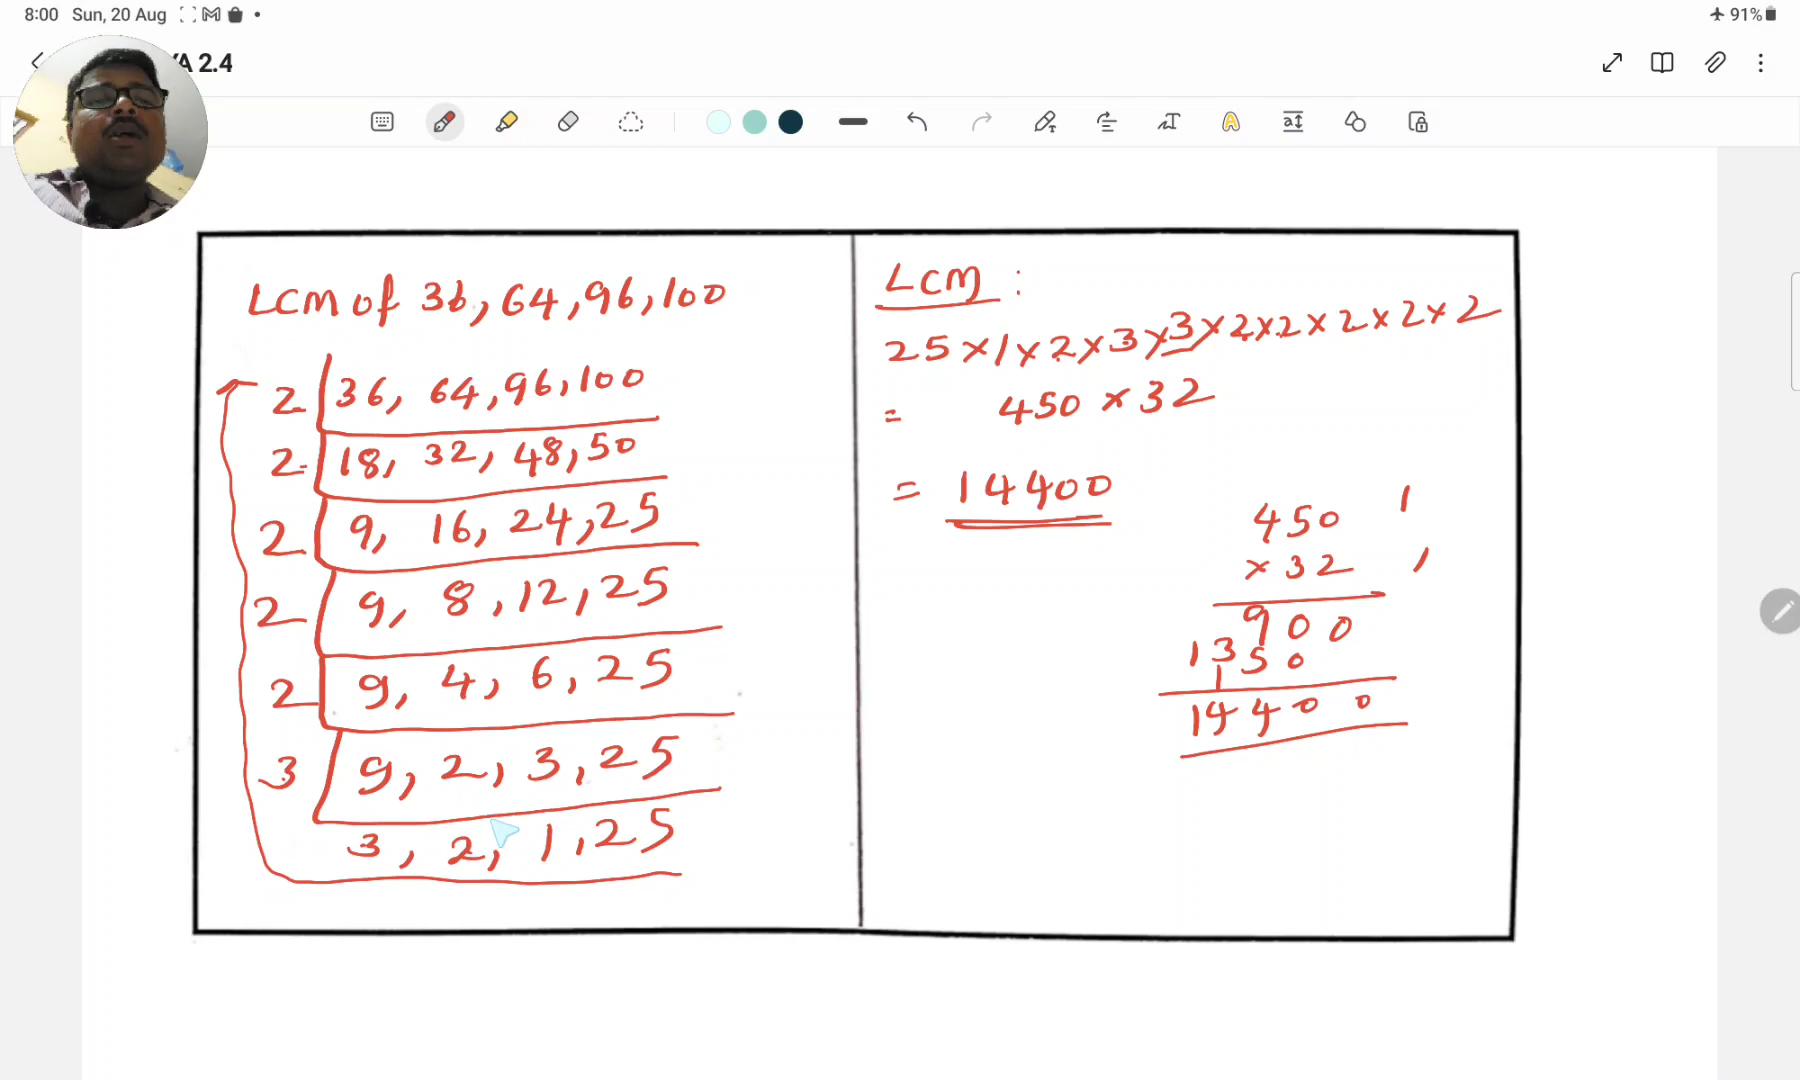 8:00 Sun, 20 Aug
91%
A 2.4
LCM of 36, 64, 96, 100
2 | 36, 64, 96, 100
2 | 18, 32, 48, 50
2 | 9, 16, 24, 25
2 | 9, 8, 12, 25
2 | 9, 4, 6, 25
3 | 9, 2, 3, 25
3, 2, 1, 25
LCM :
25 × 1 × 2 × 3 × 3 × 2 × 2 × 2 × 2 × 2
= 450 × 32
= 14400
450
× 32
900
1350
1
14400